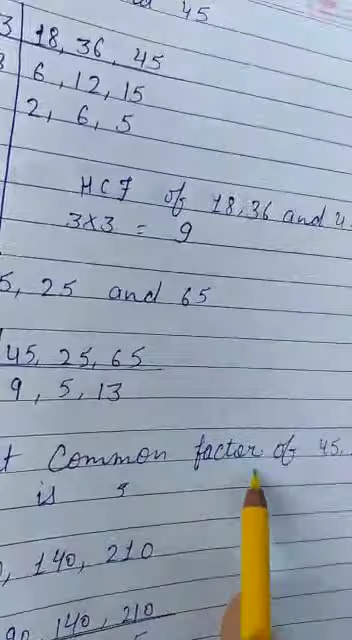 and 45
3 18, 36, 45
3 6, 12, 15
2, 6, 5
HCF of 18, 36 and 4
3×3 = 9
5, 25 and 65
45, 25, 65
9, 5, 13
t Common factor of 45,
is
, 140, 210
90, 140, 210